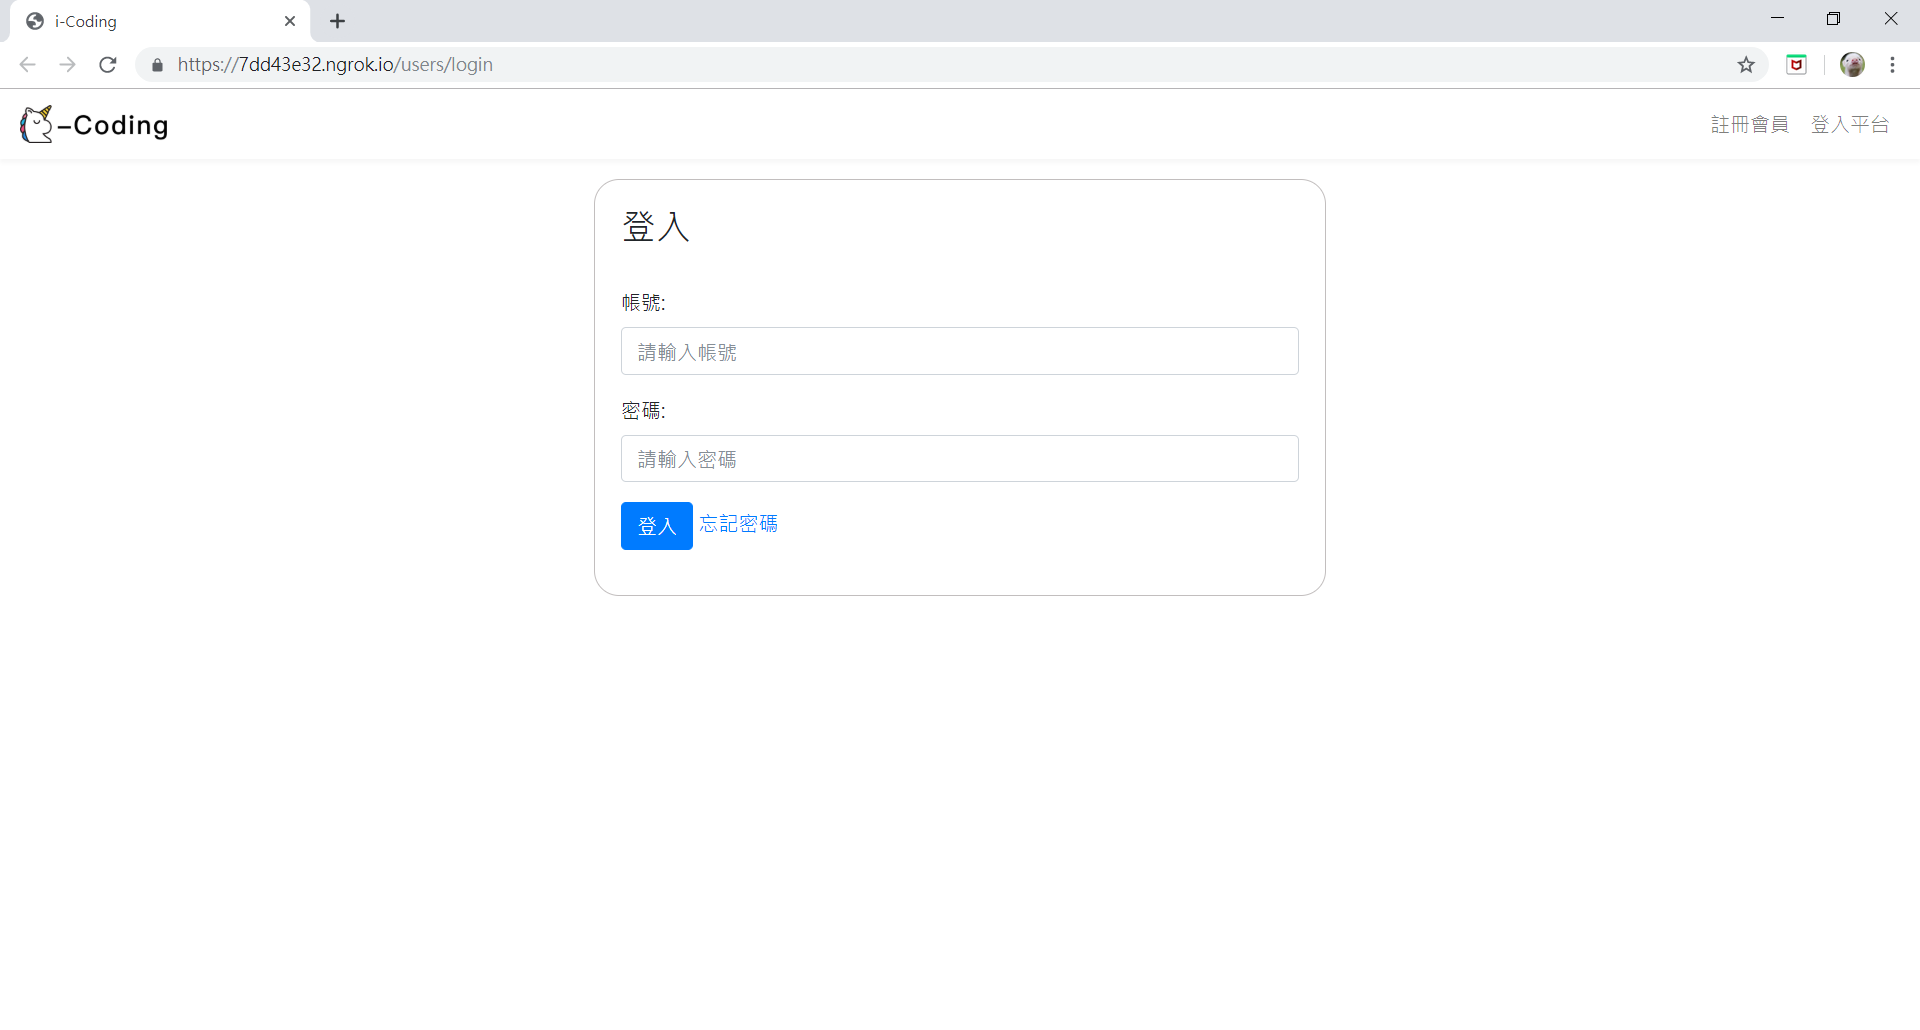 i-Coding
https://7dd43e32.ngrok.io/users/login
-Coding
註冊會員 登入平台
登入
帳號:
請輸入帳號
密碼:
請輸入密碼
登入 忘記密碼